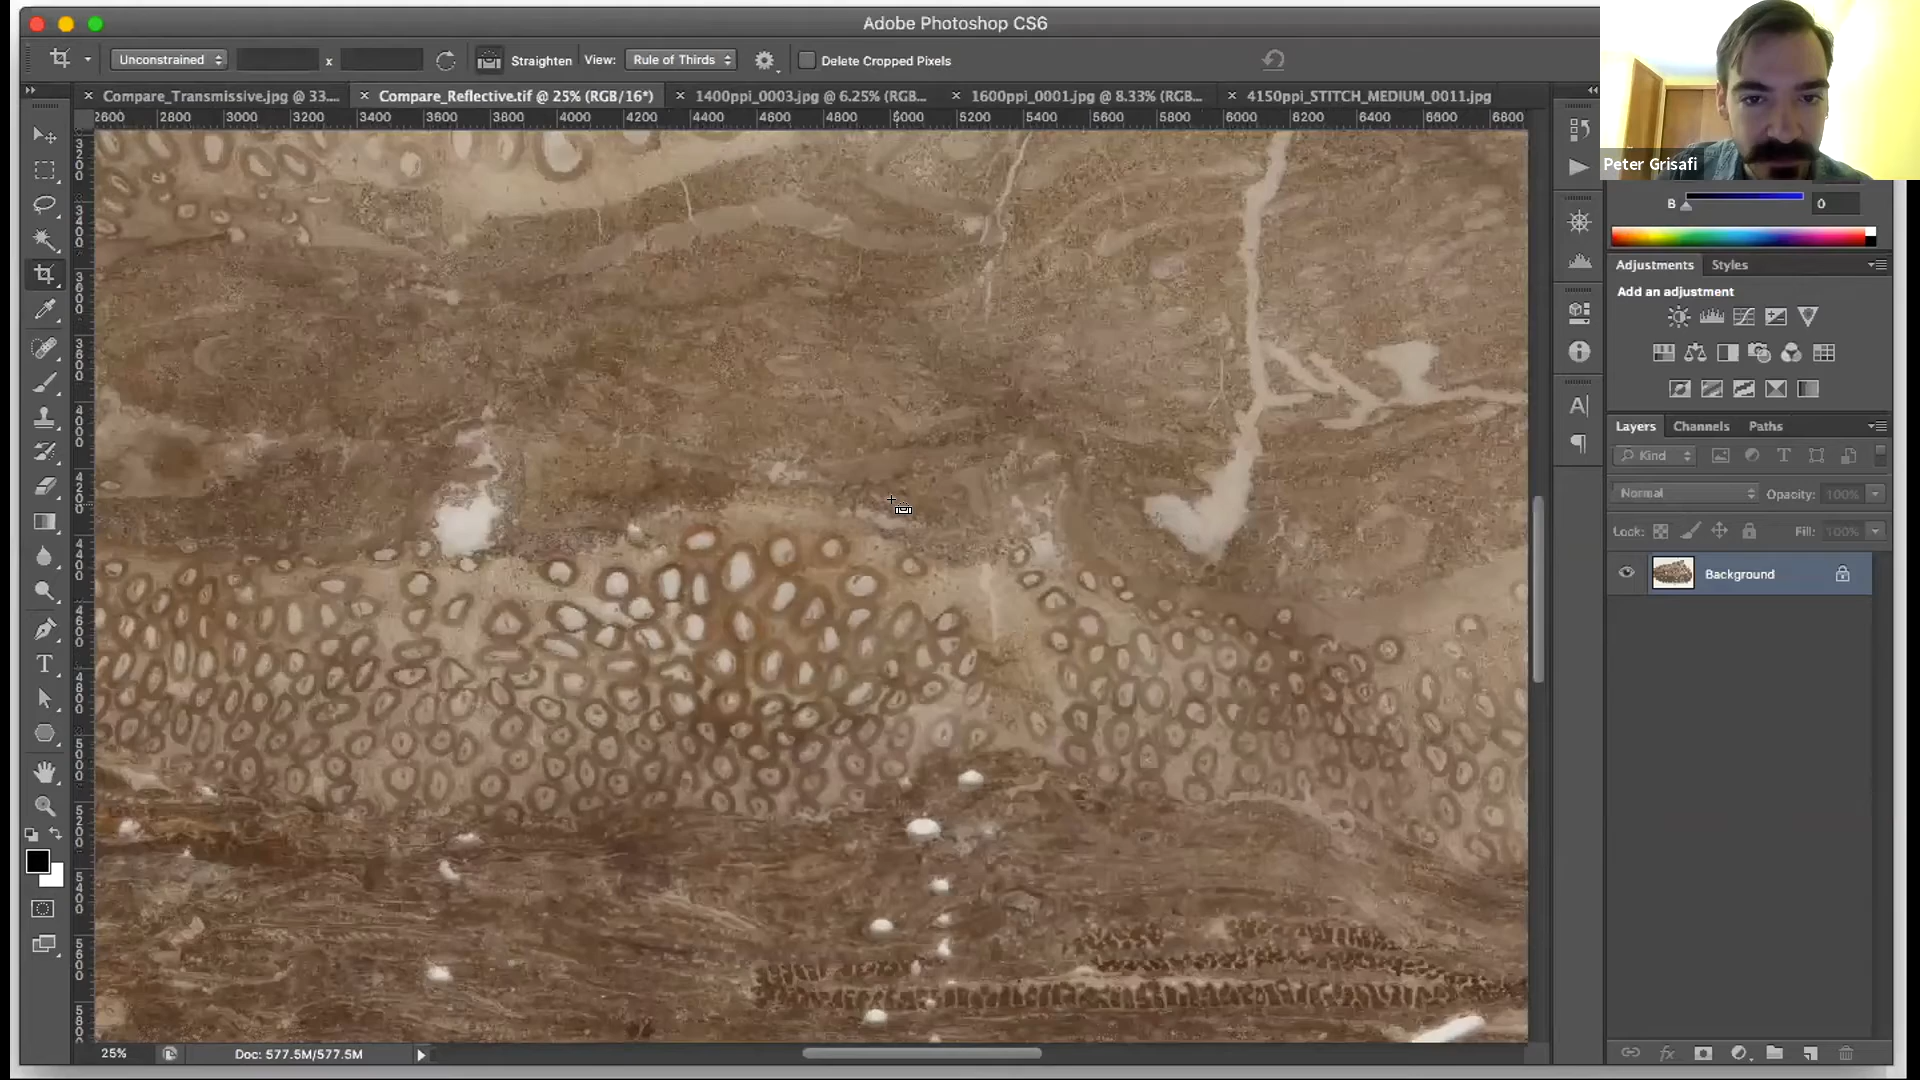 Adobe Photoshop CS6
Unconstrained x Straighten View: Rule of Thirds Delete Cropped Pixels
Compare_Transmissive.jpg @ 33.... Compare_Reflective.tif @ 25% (RGB/16*) 1400ppi_0003.jpg @ 6.25% (RGB... 1600ppi_0001.jpg @ 8.33% (RGB... 4150ppi_STITCH_MEDIUM_0011.jpg
2600 3000 3200 3400 3600 3800 4000 4200 4400 4600 4800 5000 5200 5400 5600 5800 6000 6200 6400 6600 6800
Peter Grisafi
B 0
Adjustments Styles
Add an adjustment
Layers Channels Paths
Kind
Normal Opacity: 100%
Lock: Fill: 100%
Background
25% Doc: 577.5M/577.5M